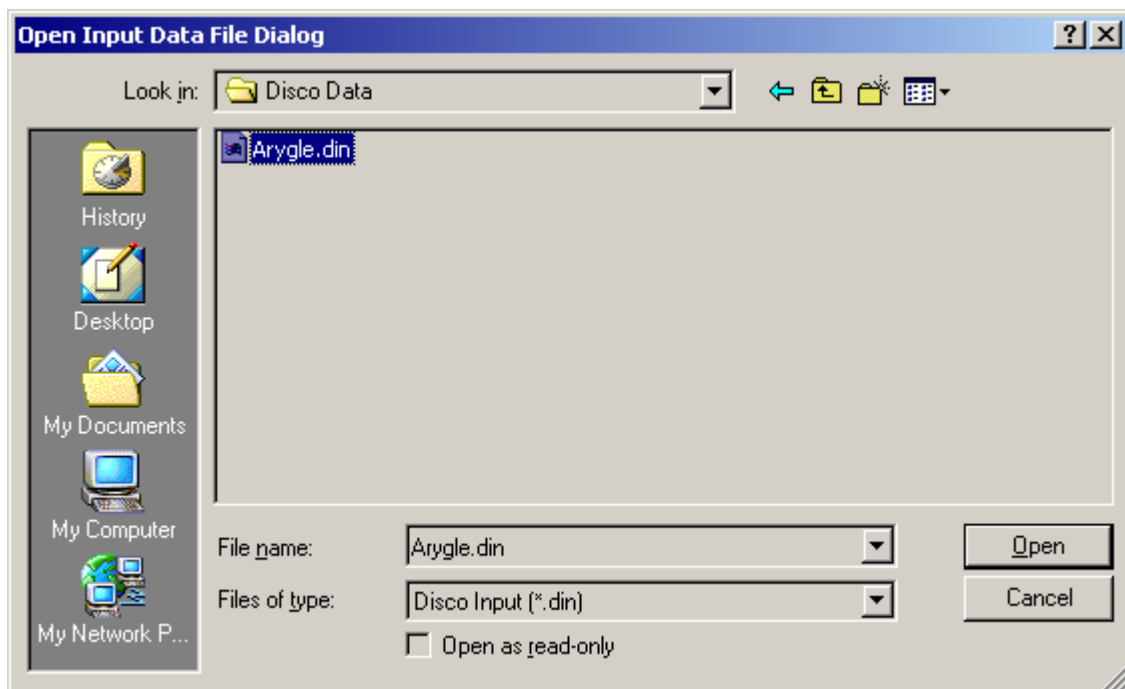 Open Input Data File Dialog
Look in:
Disco Data
Arygle.din
History
Desktop
My Documents
My Computer
My Network P...
File name:
Arygle.din
Open
Files of type:
Disco Input (*.din)
Cancel
Open as read-only